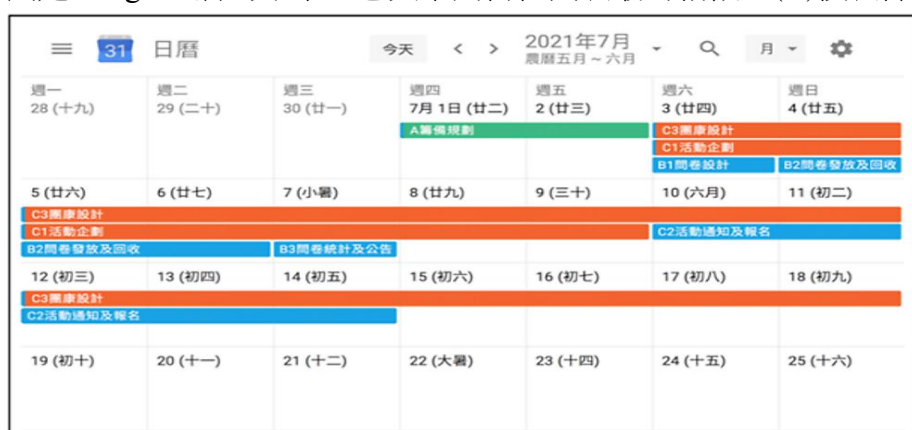 31 日曆 今天 < > 2021年7月 月
農曆五月~六月
週一 週二 週三 週四 週五 週六 週日
28 (十九) 29 (二十) 30 (廿一) 7月 1日 (廿二) 2 (廿三) 3 (廿四) 4 (廿五)
A籌備規劃 C3團康設計
C1活動企劃
B1問卷設計 B2問卷發放及回收
5 (廿六) 6 (廿七) 7 (小暑) 8 (廿九) 9 (三十) 10 (六月) 11 (初二)
C3團康設計
C1活動企劃 C2活動通知及報名
B2問卷發放及回收 B3問卷統計及公告
12 (初三) 13 (初四) 14 (初五) 15 (初六) 16 (初七) 17 (初八) 18 (初九)
C3團康設計
C2活動通知及報名
19 (初十) 20 (十一) 21 (十二) 22 (大暑) 23 (十四) 24 (十五) 25 (十六)